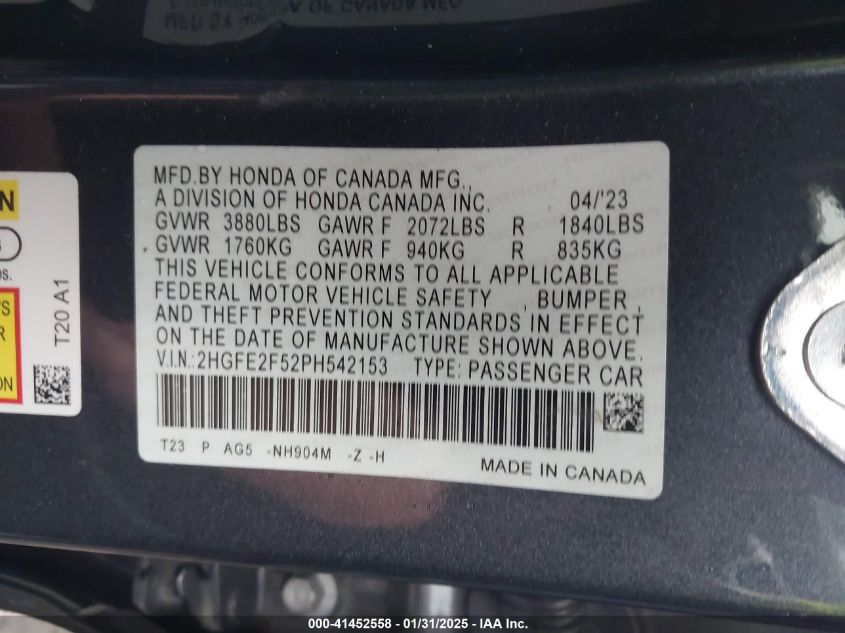 MFD.BY HONDA OF CANADA MFG.,
A DIVISION OF HONDA CANADA INC. 04/'23
GVWR 3880LBS GAWR F 2072LBS R 1840LBS
GVWR 1760KG GAWR F 940KG R 835KG
THIS VEHICLE CONFORMS TO ALL APPLICABLE
FEDERAL MOTOR VEHICLE SAFETY , BUMPER ,
AND THEFT PREVENTION STANDARDS IN EFFECT
ON THE DATE OF MANUFACTURE SHOWN ABOVE.
V.I.N.:2HGFE2F52PH542153 TYPE: PASSENGER CAR
T23 P AG5 -NH904M -Z -H
MADE IN CANADA
T20 A1
000-41452558 - 01/31/2025 - IAA Inc.